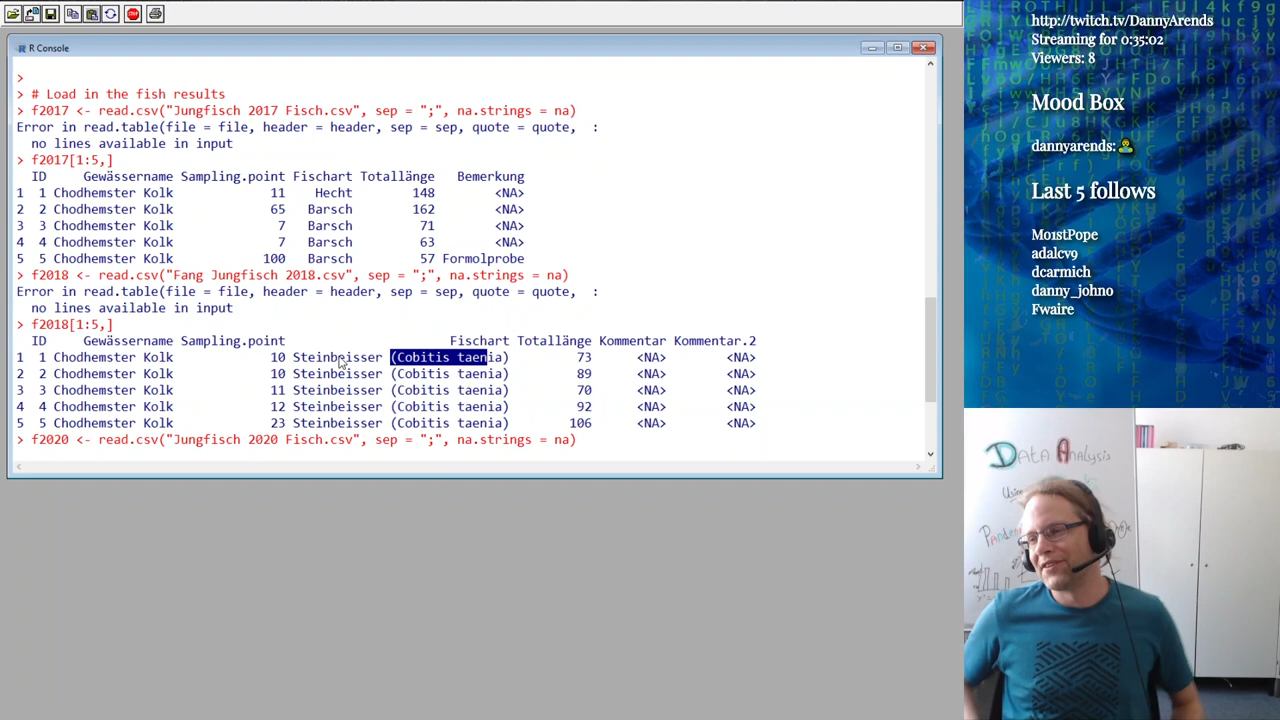 R Console
>
> # Load in the fish results
> f2017 <- read.csv("Jungfisch 2017 Fisch.csv", sep = ";", na.strings = na)
Error in read.table(file = file, header = header, sep = sep, quote = quote,  :
  no lines available in input
> f2017[1:5,]
  ID   Gewässername Sampling.point Fischart Totallänge   Bemerkung
1  1 Chodhemster Kolk             11    Hecht        148        <NA>
2  2 Chodhemster Kolk             65   Barsch        162        <NA>
3  3 Chodhemster Kolk              7   Barsch         71        <NA>
4  4 Chodhemster Kolk              7   Barsch         63        <NA>
5  5 Chodhemster Kolk            100   Barsch         57 Formolprobe
> f2018 <- read.csv("Fang Jungfisch 2018.csv", sep = ";", na.strings = na)
Error in read.table(file = file, header = header, sep = sep, quote = quote,  :
  no lines available in input
> f2018[1:5,]
  ID   Gewässername Sampling.point                      Fischart Totallänge Kommentar Kommentar.2
1  1 Chodhemster Kolk             10 Steinbeisser (Cobitis taenia)         73      <NA>        <NA>
2  2 Chodhemster Kolk             10 Steinbeisser (Cobitis taenia)         89      <NA>        <NA>
3  3 Chodhemster Kolk             11 Steinbeisser (Cobitis taenia)         70      <NA>        <NA>
4  4 Chodhemster Kolk             12 Steinbeisser (Cobitis taenia)         92      <NA>        <NA>
5  5 Chodhemster Kolk             23 Steinbeisser (Cobitis taenia)        106      <NA>        <NA>
> f2020 <- read.csv("Jungfisch 2020 Fisch.csv", sep = ";", na.strings = na)
http://twitch.tv/DannyArends
Streaming for 0:35:02
Viewers: 8
Mood Box
dannyarends:
Last 5 follows
Mo1stPope
adalcv9
dcarmich
danny_johno
Fwaire
Data Analysis